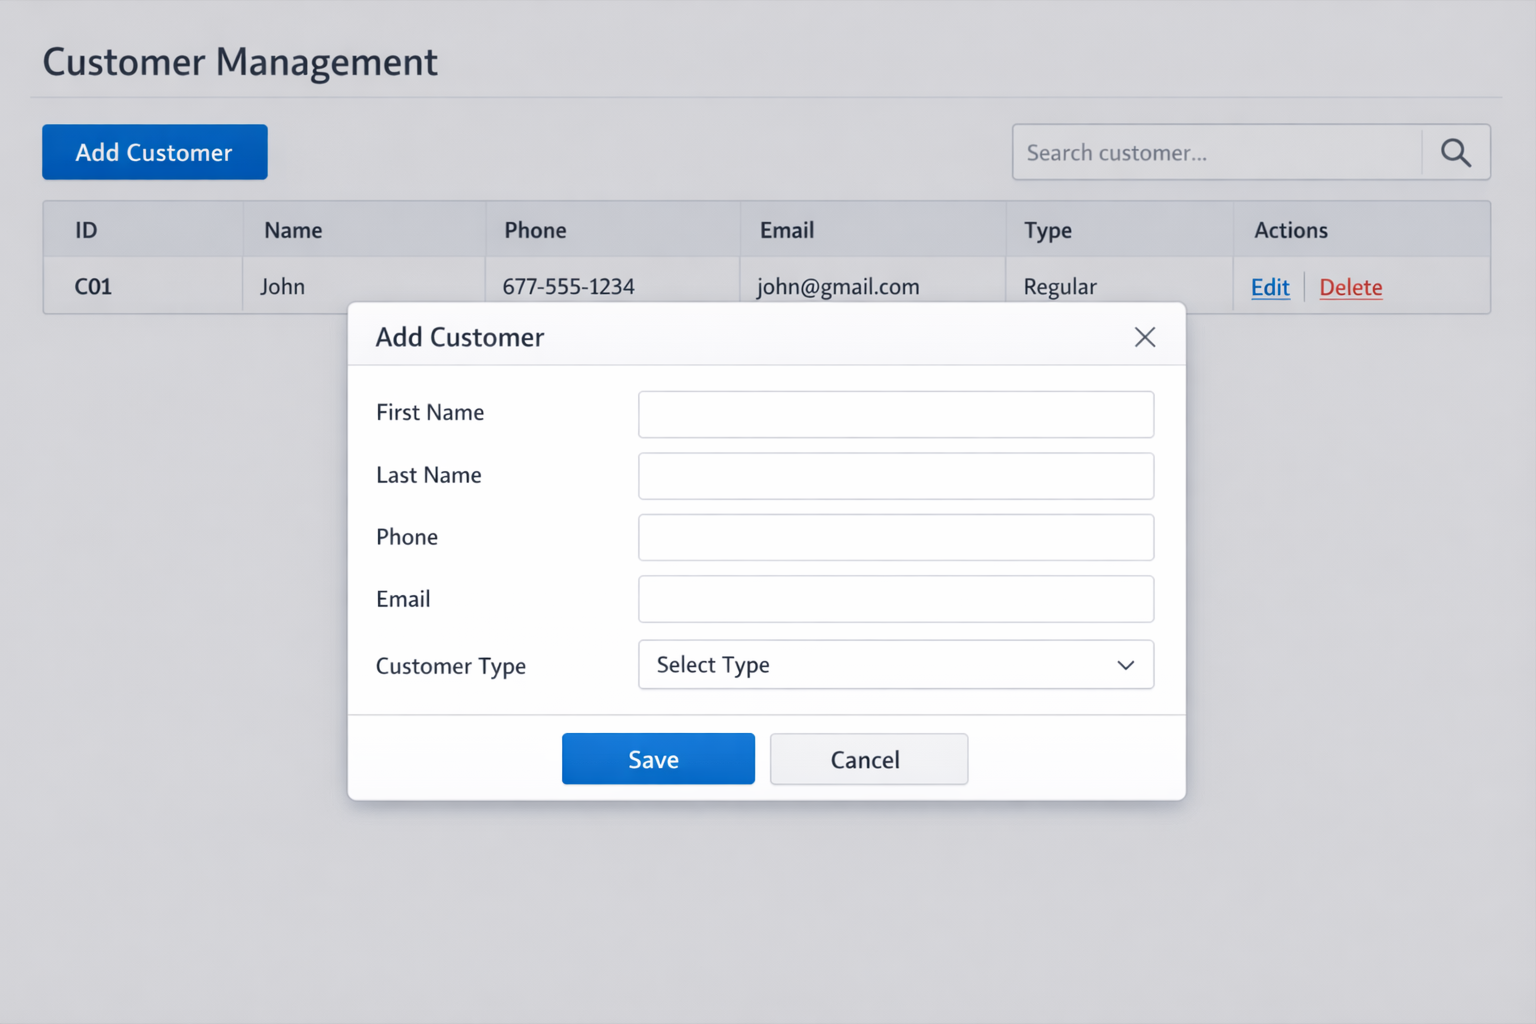 Customer Management
Add Customer
Search customer...
ID Name Phone Email Type Actions
C01 John 677-555-1234 john@gmail.com Regular Edit Delete
Add Customer
First Name
Last Name
Phone
Email
Customer Type Select Type
Save Cancel